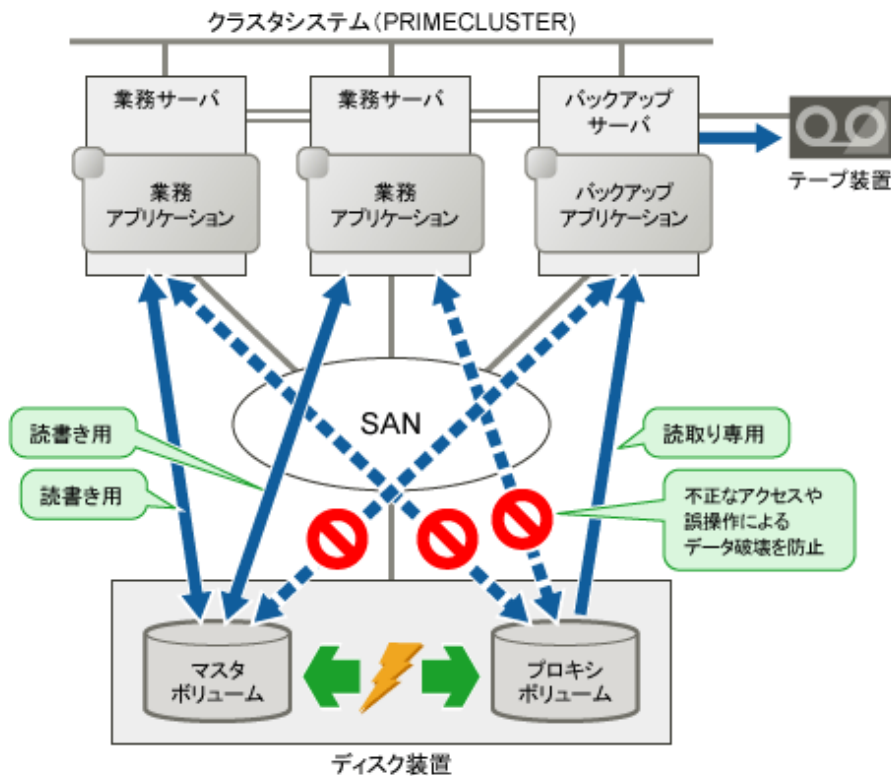 クラスタシステム(PRIMECLUSTER)
業務サーバ
業務サーバ
バックアップ
サーバ
業務
アプリケーション
業務
アプリケーション
バックアップ
アプリケーション
テープ装置
SAN
読書き用
読書き用
読取り専用
不正なアクセスや
誤操作による
データ破壊を防止
マスタ
ボリューム
プロキシ
ボリューム
ディスク装置